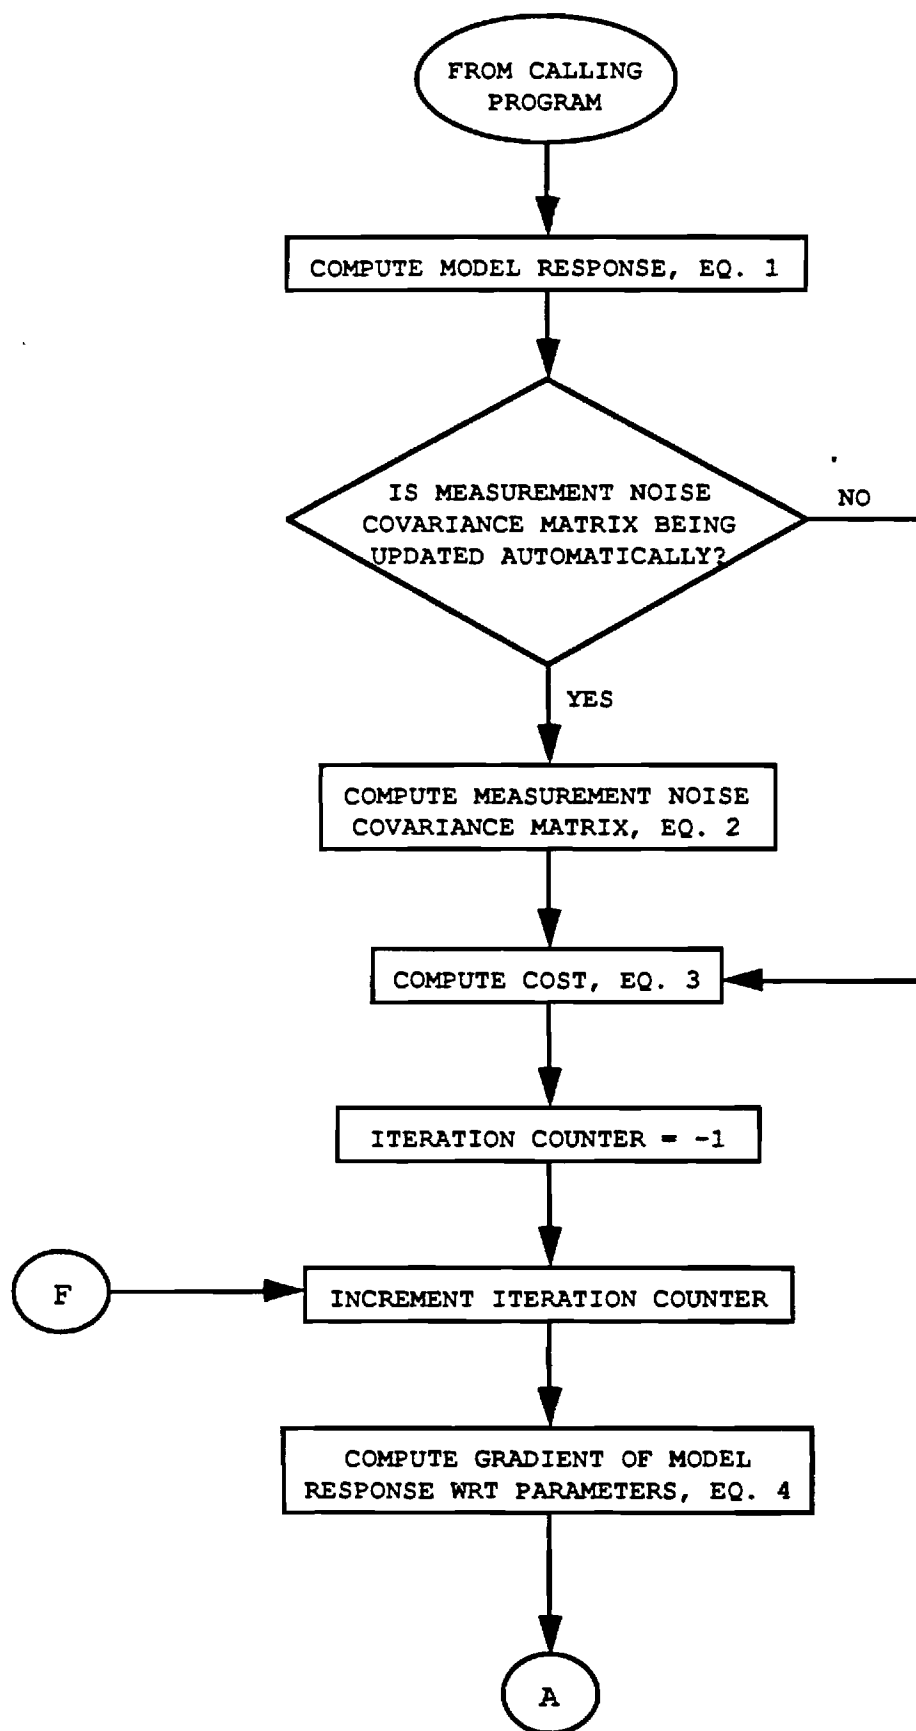 FROM CALLING
PROGRAM
COMPUTE MODEL RESPONSE, EQ. 1
IS MEASUREMENT NOISE
COVARIANCE MATRIX BEING
UPDATED AUTOMATICALLY?
NO
YES
COMPUTE MEASUREMENT NOISE
COVARIANCE MATRIX, EQ. 2
COMPUTE COST, EQ. 3
ITERATION COUNTER = -1
F
INCREMENT ITERATION COUNTER
COMPUTE GRADIENT OF MODEL
RESPONSE WRT PARAMETERS, EQ. 4
A